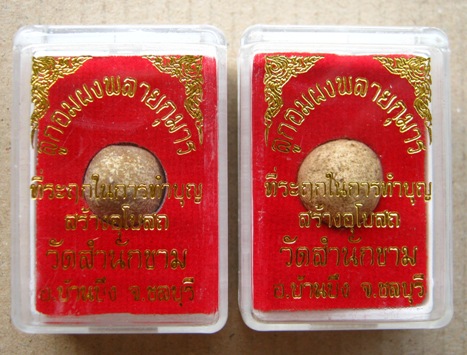 ลูกอมผงพลายกุมาร
ที่ระฤกในการทำบุญ
สร้างอุโบสถ
วัดสำนักขาม
อ.บ้านบึง จ.ชลบุรี
ลูกอมผงพลายกุมาร
ที่ระฤกในการทำบุญ
สร้างอุโบสถ
วัดสำนักขาม
อ.บ้านบึง จ.ชลบุรี